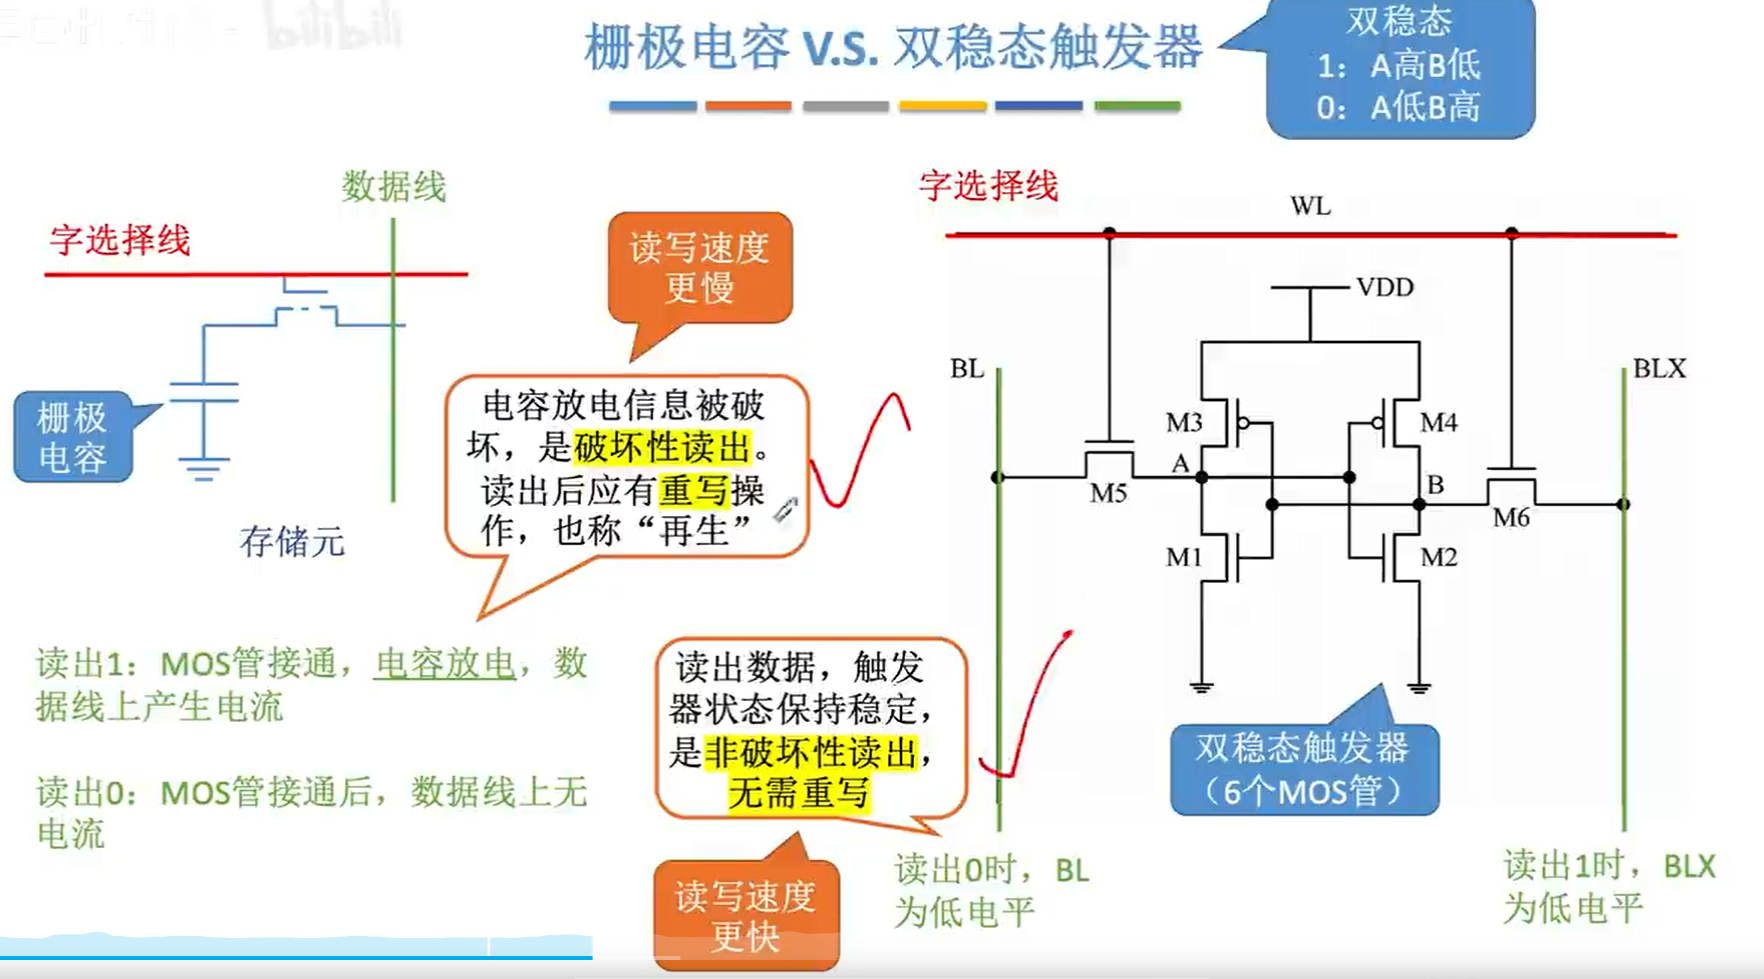 bilibili
栅极电容 V.S. 双稳态触发器
双稳态
1：A高B低
0：A低B高
数据线
字选择线
栅极
电容
存储元
读写速度
更慢
电容放电信息被破
坏，是破坏性读出。
读出后应有重写操
作，也称“再生”
读出1：MOS管接通，电容放电，数
据线上产生电流
读出0：MOS管接通后，数据线上无
电流
读出数据，触发
器状态保持稳定，
是非破坏性读出，
无需重写
读写速度
更快
字选择线
WL
VDD
BL
BLX
M3
M4
A
B
M5
M6
M1
M2
双稳态触发器
（6个MOS管）
读出0时，BL
为低电平
读出1时，BLX
为低电平